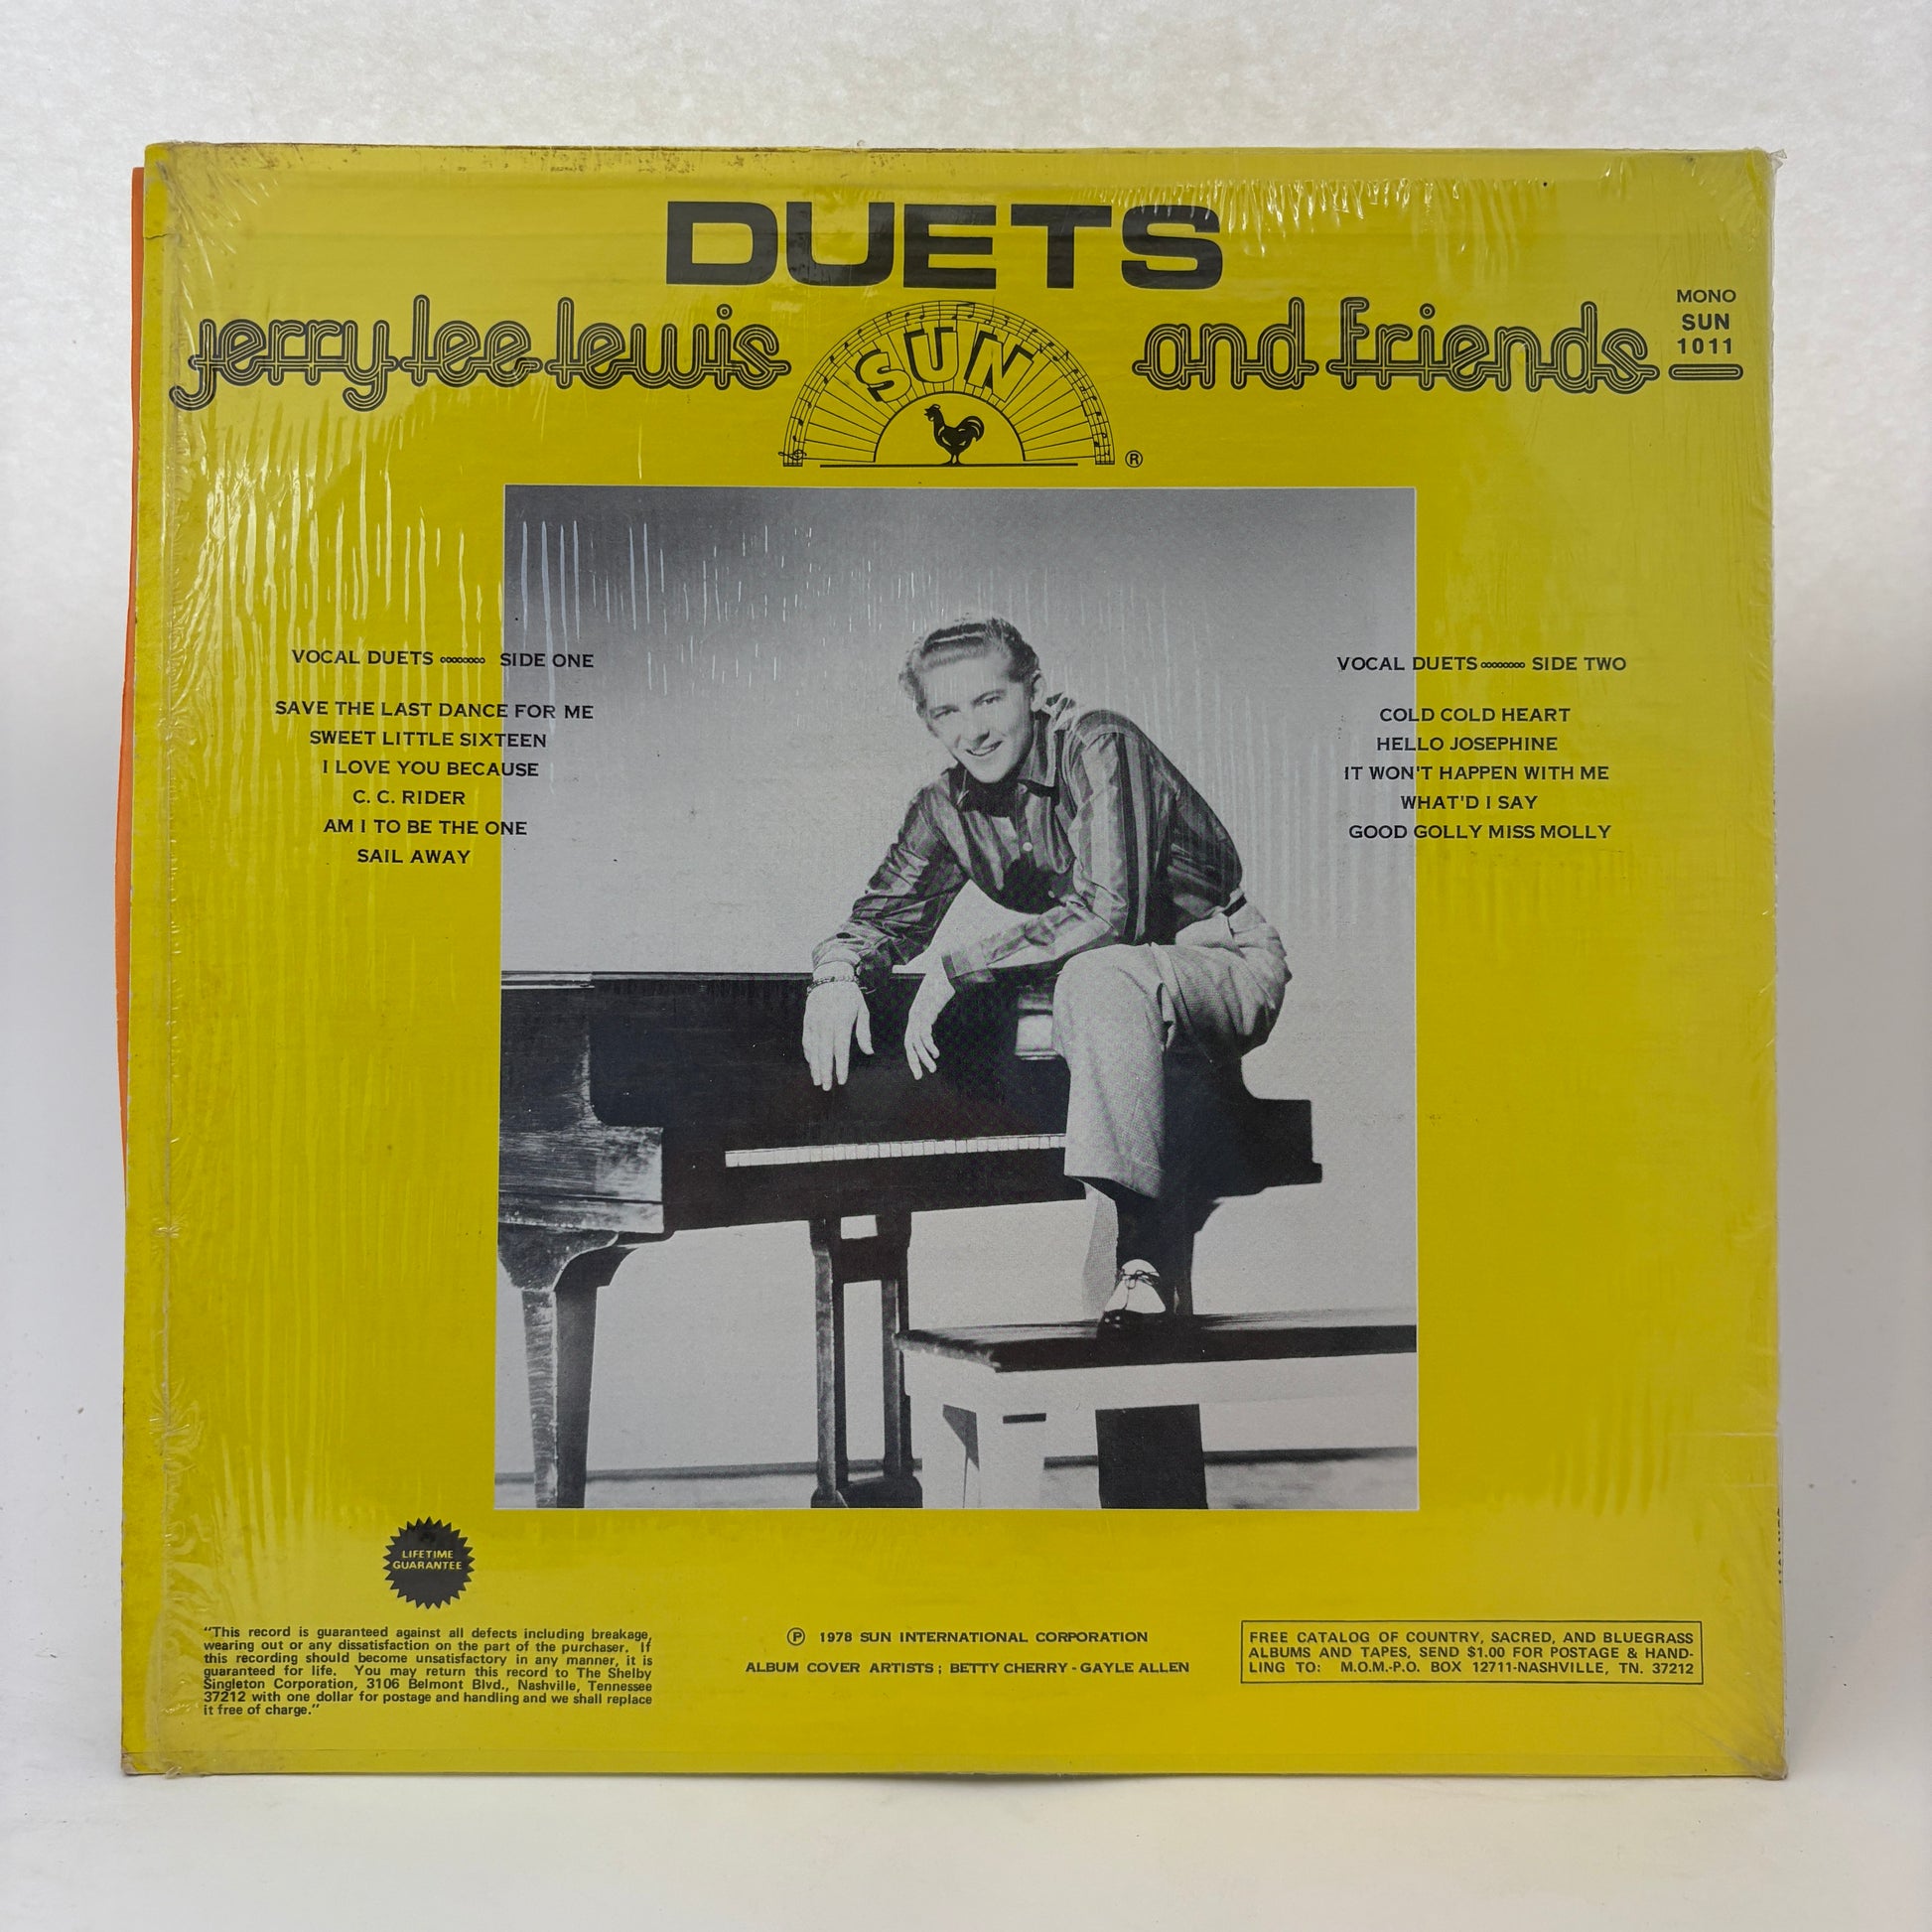 DUETS
jerry lee lewis SUN ® and friends
MONO
SUN
1011
VOCAL DUETS SIDE ONE
SAVE THE LAST DANCE FOR ME
SWEET LITTLE SIXTEEN
I LOVE YOU BECAUSE
C. C. RIDER
AM I TO BE THE ONE
SAIL AWAY
VOCAL DUETS SIDE TWO
COLD COLD HEART
HELLO JOSEPHINE
IT WON'T HAPPEN WITH ME
WHAT'D I SAY
GOOD GOLLY MISS MOLLY
LIFETIME
GUARANTEE
"This record is guaranteed against all defects including breakage,
wearing out or any dissatisfaction on the part of the purchaser. If
this recording should become unsatisfactory in any manner, it is
guaranteed for life. You may return this record to The Shelby
Singleton Corporation, 3106 Belmont Blvd., Nashville, Tennessee
37212 with one dollar for postage and handling and we shall replace
it free of charge."
Ⓟ 1978 SUN INTERNATIONAL CORPORATION
ALBUM COVER ARTISTS; BETTY CHERRY - GAYLE ALLEN
FREE CATALOG OF COUNTRY, SACRED, AND BLUEGRASS
ALBUMS AND TAPES, SEND $1.00 FOR POSTAGE & HAND-
LING TO: M.O.M.-P.O. BOX 12711-NASHVILLE, TN. 37212